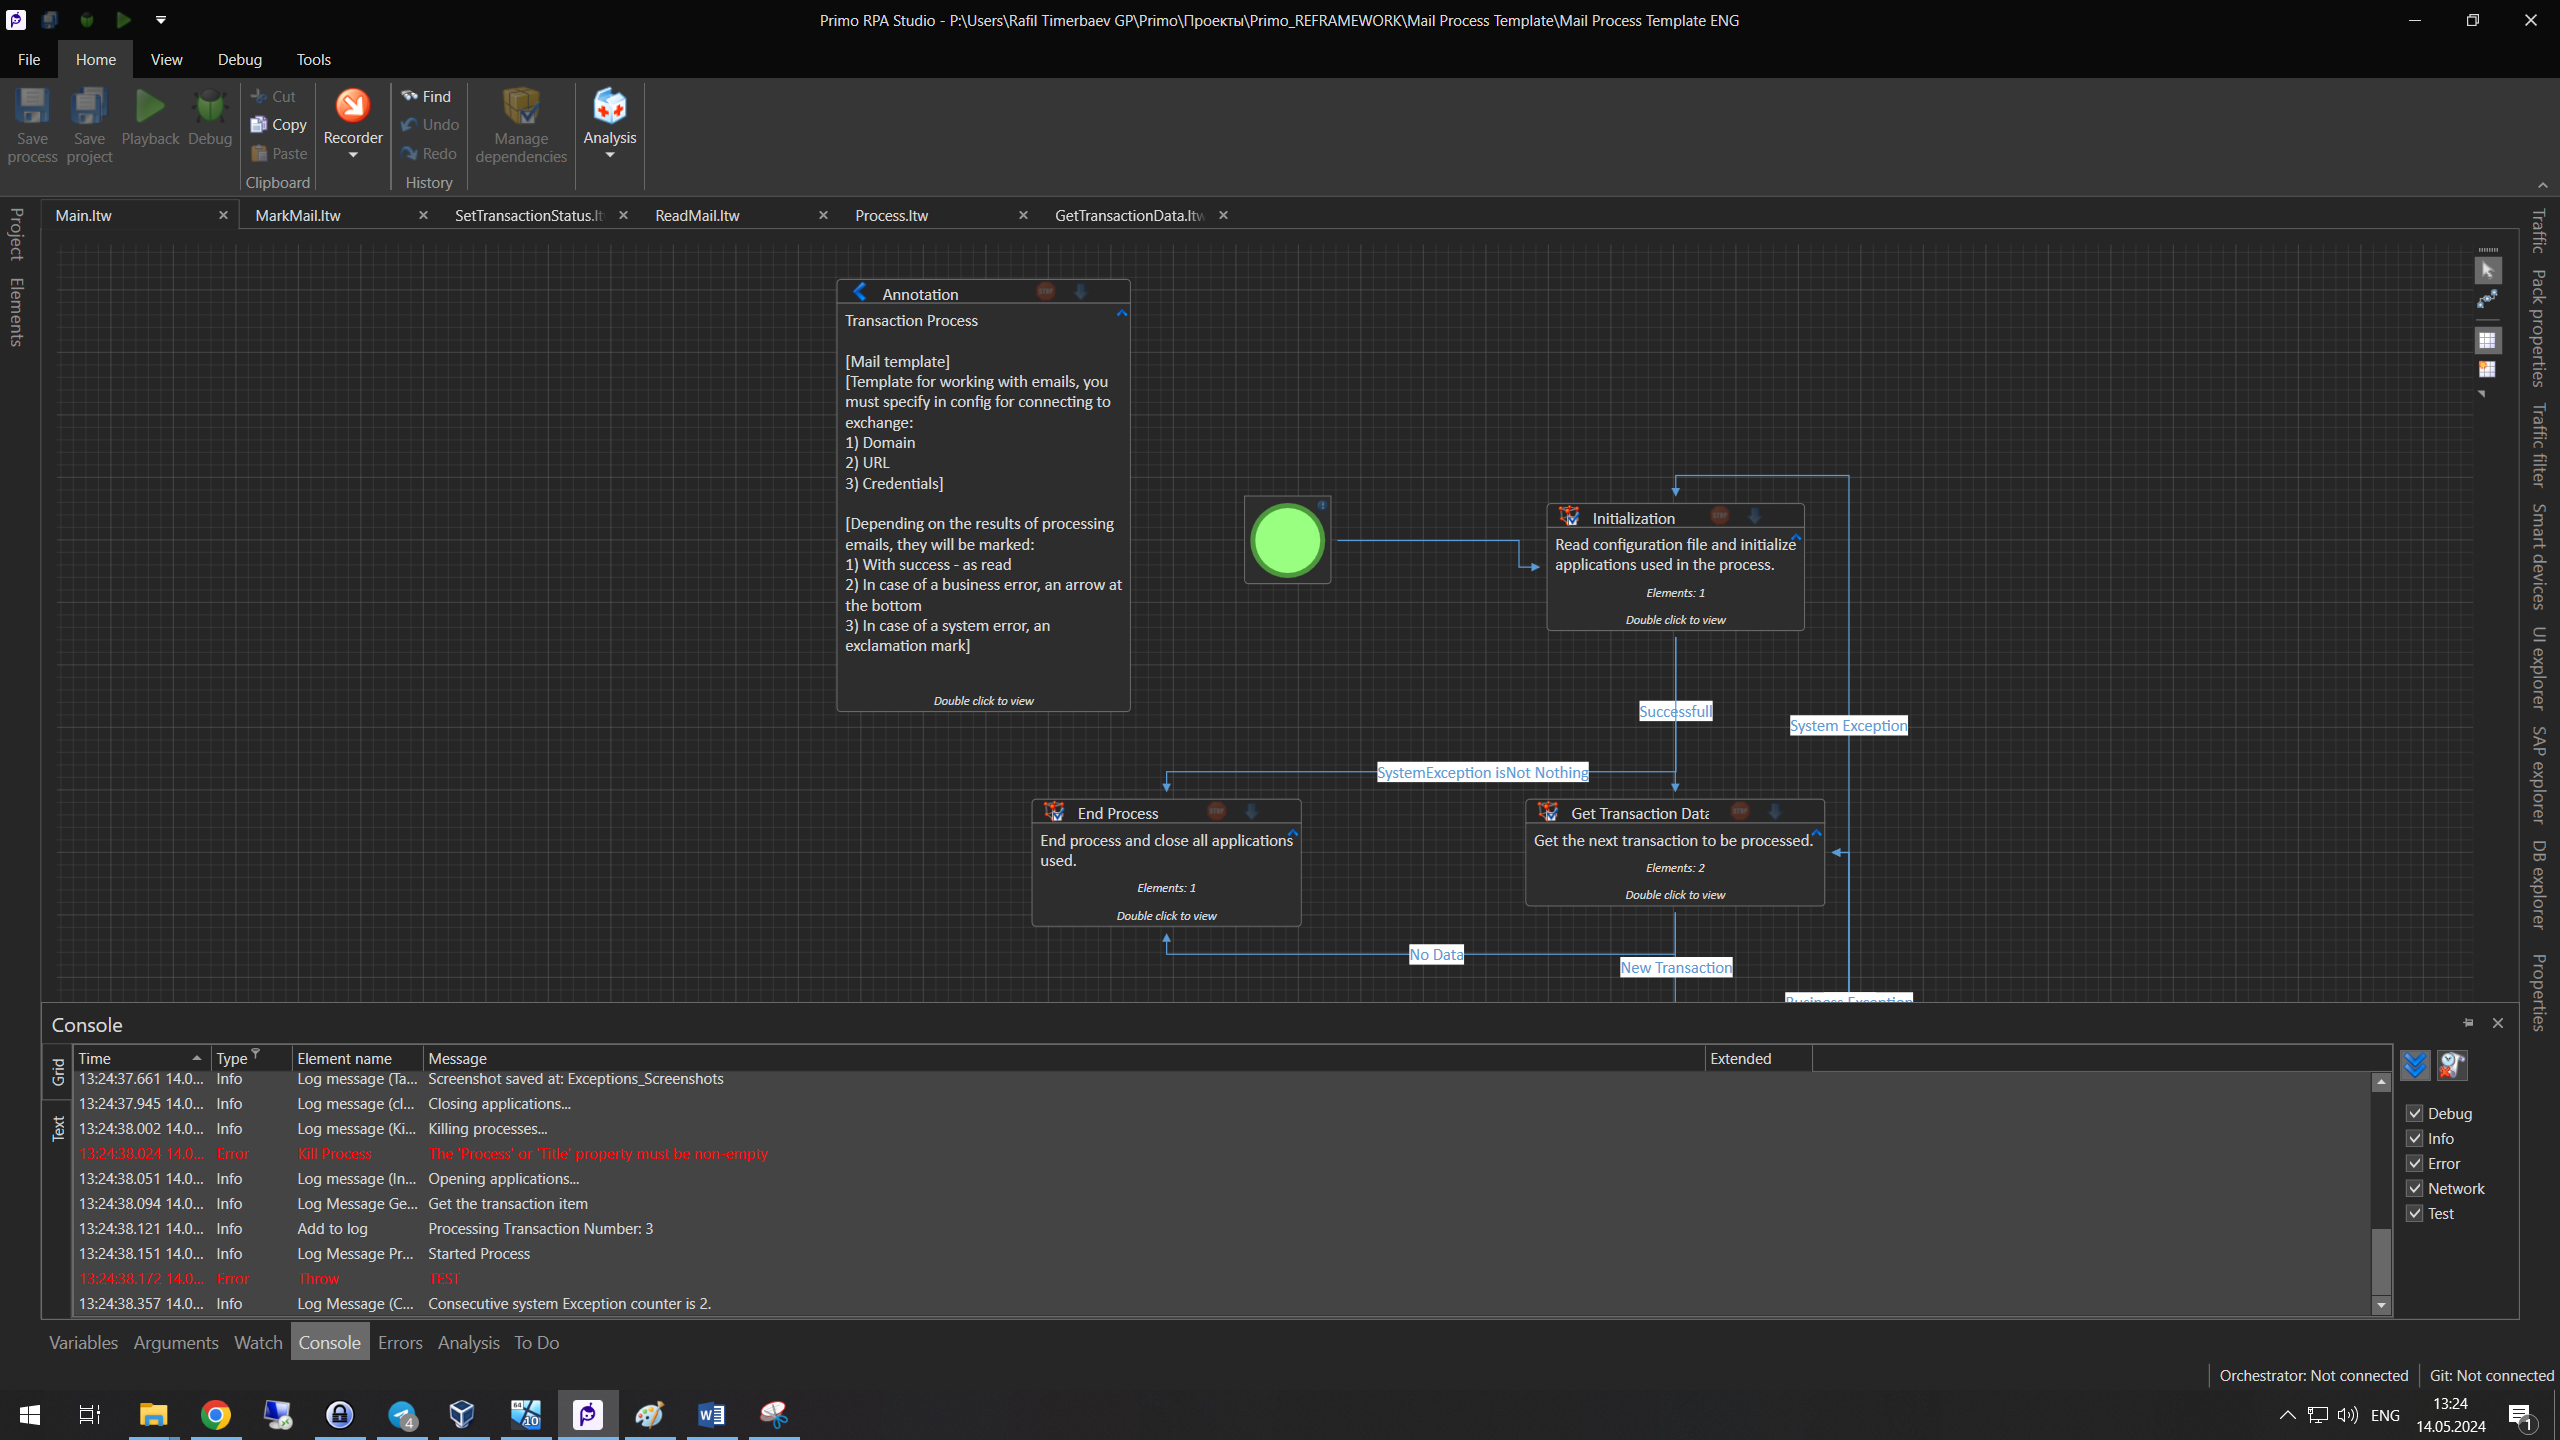 Primo RPA Studio - P:\Users\Rafil Timerbaev GP\Primo\Проекты\Primo_REFRAMEWORK\Mail Process Template\Mail Process Template ENG
File Home View Debug Tools
Save process
Save project
Playback
Debug
Cut
Copy
Paste
Clipboard
Recorder
Find
Undo
Redo
History
Manage dependencies
Analysis
Main.ltw
MarkMail.ltw
SetTransactionStatus.lt
ReadMail.ltw
Process.ltw
GetTransactionData.ltw
Project
Elements
Annotation
Transaction Process
[Mail template]
[Template for working with emails, you
must specify in config for connecting to
exchange:
1) Domain
2) URL
3) Credentials]
[Depending on the results of processing
emails, they will be marked:
1) With success - as read
2) In case of a business error, an arrow at
the bottom
3) In case of a system error, an
exclamation mark]
Double click to view
Initialization
Read configuration file and initialize
applications used in the process.
Elements: 1
Double click to view
Successfull
System Exception
SystemException isNot Nothing
End Process
End process and close all applications
used.
Elements: 1
Double click to view
Get Transaction Data
Get the next transaction to be processed.
Elements: 2
Double click to view
No Data
New Transaction
Business Exception
Traffic
Pack properties
Traffic filter
Smart devices
UI explorer
SAP explorer
DB explorer
Properties
Console
Grid
Text
Time Type Element name Message Extended
13:24:37.661 14.0... Info Log message (Ta... Screenshot saved at: Exceptions_Screenshots
13:24:37.945 14.0... Info Log message (cl... Closing applications...
13:24:38.002 14.0... Info Log message (Ki... Killing processes...
13:24:38.024 14.0... Error Kill Process The 'Process' or 'Title' property must be non-empty
13:24:38.051 14.0... Info Log message (In... Opening applications...
13:24:38.094 14.0... Info Log Message Ge... Get the transaction item
13:24:38.121 14.0... Info Add to log Processing Transaction Number: 3
13:24:38.151 14.0... Info Log Message Pr... Started Process
13:24:38.172 14.0... Error Throw TEST
13:24:38.357 14.0... Info Log Message (C... Consecutive system Exception counter is 2.
Debug
Info
Error
Network
Test
Variables Arguments Watch Console Errors Analysis To Do
Orchestrator: Not connected
Git: Not connected
4
64
10
ENG
13:24
14.05.2024
1